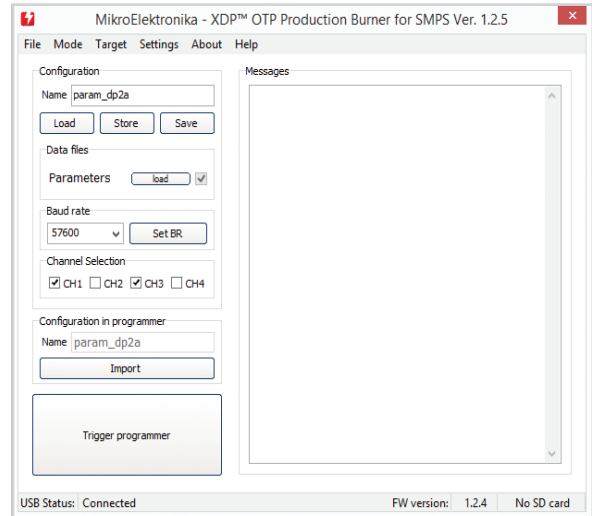 MikroElektronika - XDP™ OTP Production Burner for SMPS Ver. 1.2.5
File Mode Target Settings About Help
Configuration
Name param_dp2a
Load Store Save
Data files
Parameters load
Baud rate
57600 Set BR
Channel Selection
CH1 CH2 CH3 CH4
Configuration in programmer
Name param_dp2a
Import
Trigger programmer
Messages
USB Status: Connected FW version: 1.2.4 No SD card